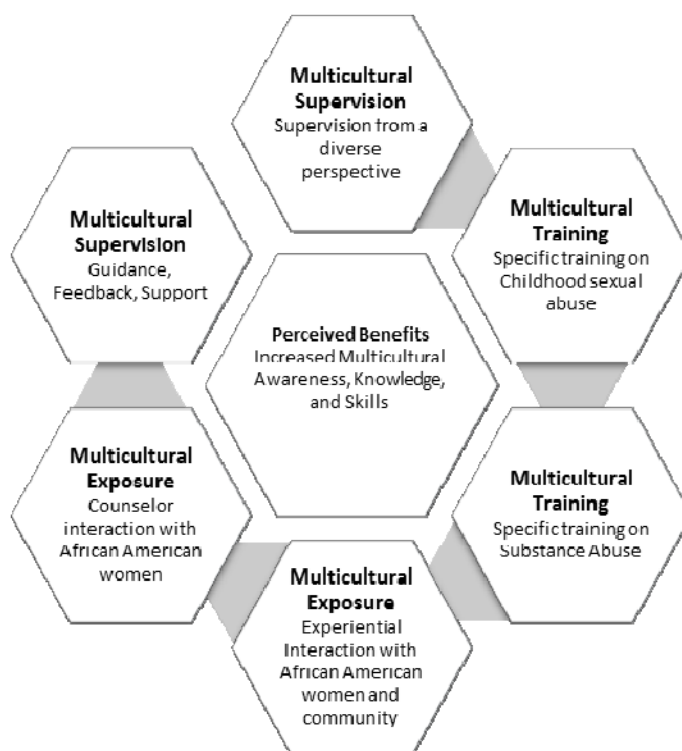 Multicultural
Supervision
Supervision from a
diverse
perspective
Multicultural
Training
Specific training on
Childhood sexual
abuse
Multicultural
Training
Specific training on
Substance Abuse
Multicultural
Exposure
Experiential
Interaction with
African American
women and
community
Multicultural
Exposure
Counselor
interaction with
African American
women
Multicultural
Supervision
Guidance,
Feedback, Support
Perceived Benefits
Increased Multicultural
Awareness, Knowledge,
and Skills